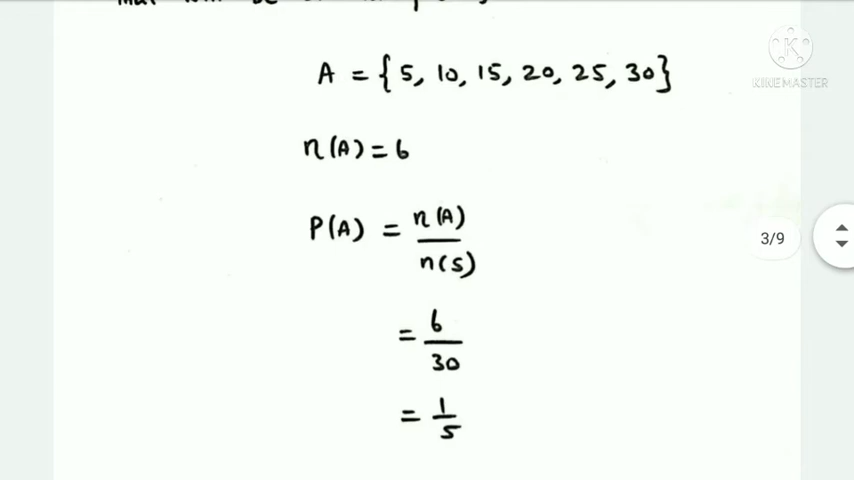 A = {5, 10, 15, 20, 25, 30}
n(A) = 6
P(A) = n(A)
n(S)
= 6
30
= 1
5
KINEMASTER
3/9